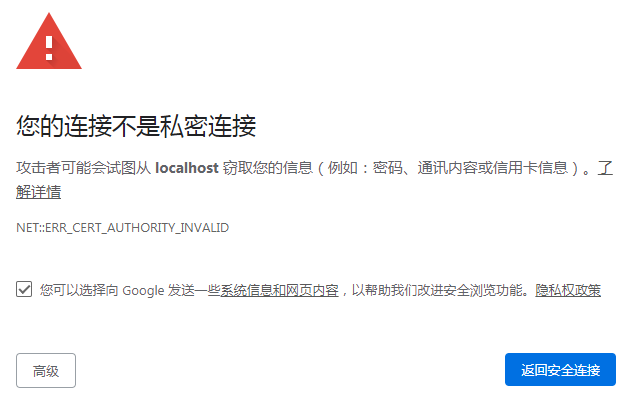 您的连接不是私密连接
攻击者可能会试图从 localhost 窃取您的信息（例如：密码、通讯内容或信用卡信息）。了
解详情
NET::ERR_CERT_AUTHORITY_INVALID
您可以选择向 Google 发送一些系统信息和网页内容，以帮助我们改进安全浏览功能。隐私权政策
高级
返回安全连接